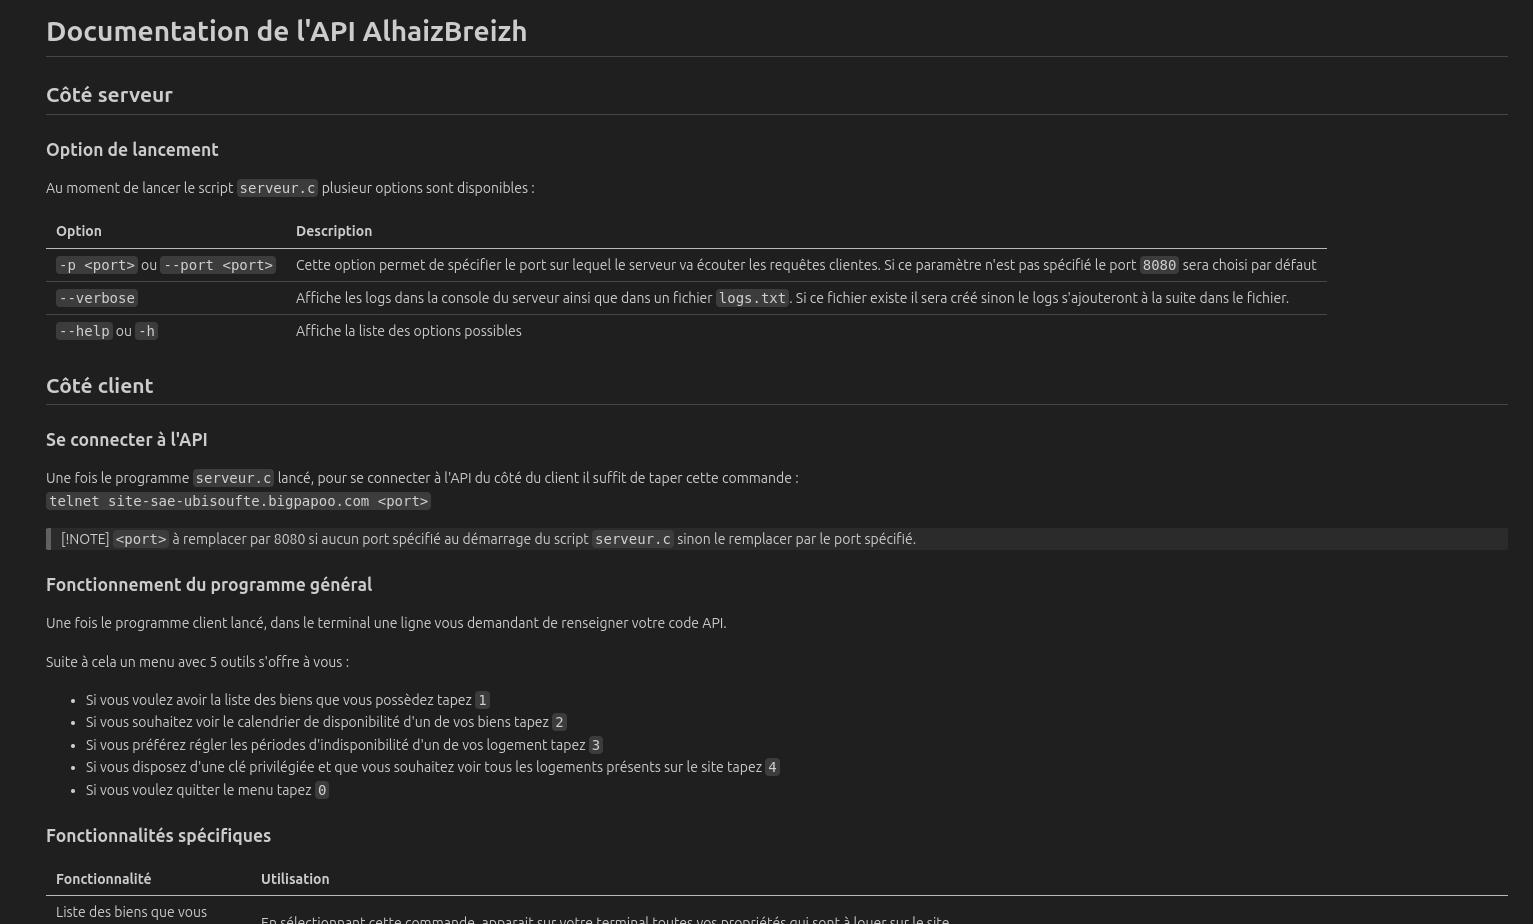 Documentation de l'API AlhaizBreizh
Côté serveur
Option de lancement
Au moment de lancer le script serveur.c plusieur options sont disponibles :
Option Description
-p <port> ou --port <port> Cette option permet de spécifier le port sur lequel le serveur va écouter les requêtes clientes. Si ce paramètre n'est pas spécifié le port 8080 sera choisi par défaut
--verbose Affiche les logs dans la console du serveur ainsi que dans un fichier logs.txt. Si ce fichier existe il sera créé sinon le logs s'ajouteront à la suite dans le fichier.
--help ou -h Affiche la liste des options possibles
Côté client
Se connecter à l'API
Une fois le programme serveur.c lancé, pour se connecter à l'API du côté du client il suffit de taper cette commande :
telnet site-sae-ubisoufte.bigpapoo.com <port>
[!NOTE] <port> à remplacer par 8080 si aucun port spécifié au démarrage du script serveur.c sinon le remplacer par le port spécifié.
Fonctionnement du programme général
Une fois le programme client lancé, dans le terminal une ligne vous demandant de renseigner votre code API.
Suite à cela un menu avec 5 outils s'offre à vous :
• Si vous voulez avoir la liste des biens que vous possèdez tapez 1
• Si vous souhaitez voir le calendrier de disponibilité d'un de vos biens tapez 2
• Si vous préférez régler les périodes d'indisponibilité d'un de vos logement tapez 3
• Si vous disposez d'une clé privilégiée et que vous souhaitez voir tous les logements présents sur le site tapez 4
• Si vous voulez quitter le menu tapez 0
Fonctionnalités spécifiques
Fonctionnalité Utilisation
Liste des biens que vous
En sélectionnant cette commande, apparait sur votre terminal toutes vos propriétés qui sont à louer sur le site